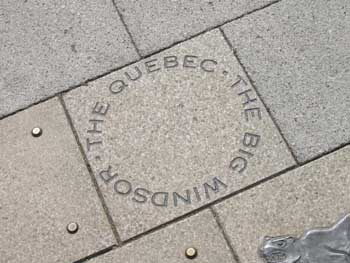 THE QUEBEC · THE BIG WINDSOR ·